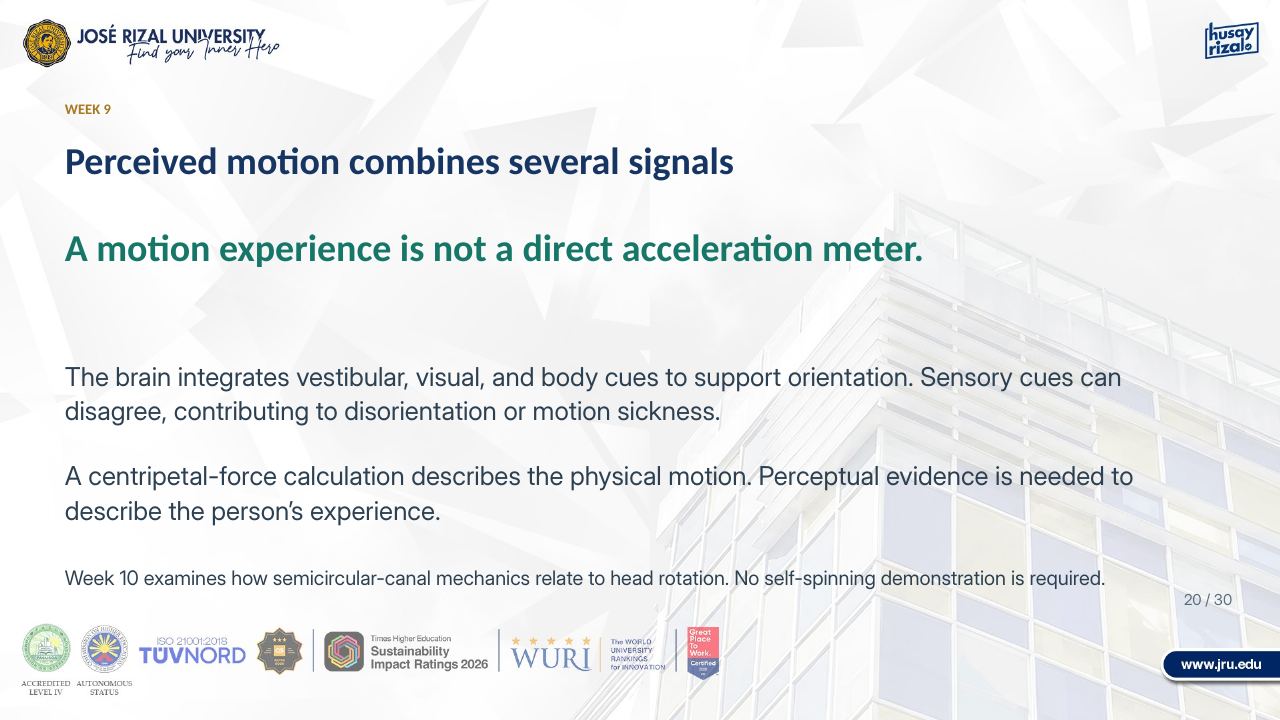 JOSÉ RIZAL UNIVERSITY
Find your Inner Hero
husay
rizal
WEEK 9
Perceived motion combines several signals
A motion experience is not a direct acceleration meter.
The brain integrates vestibular, visual, and body cues to support orientation. Sensory cues can
disagree, contributing to disorientation or motion sickness.
A centripetal-force calculation describes the physical motion. Perceptual evidence is needed to
describe the person’s experience.
Week 10 examines how semicircular-canal mechanics relate to head rotation. No self-spinning demonstration is required.
20 / 30
ACCREDITED
LEVEL IV
AUTONOMOUS
STATUS
ISO 21001:2018
TÜVNORD
Times Higher Education
Sustainability
Impact Ratings 2026
WURI
The WORLD
UNIVERSITY
RANKINGS
for INNOVATION
Great
Place
To
Work.
Certified
www.jru.edu